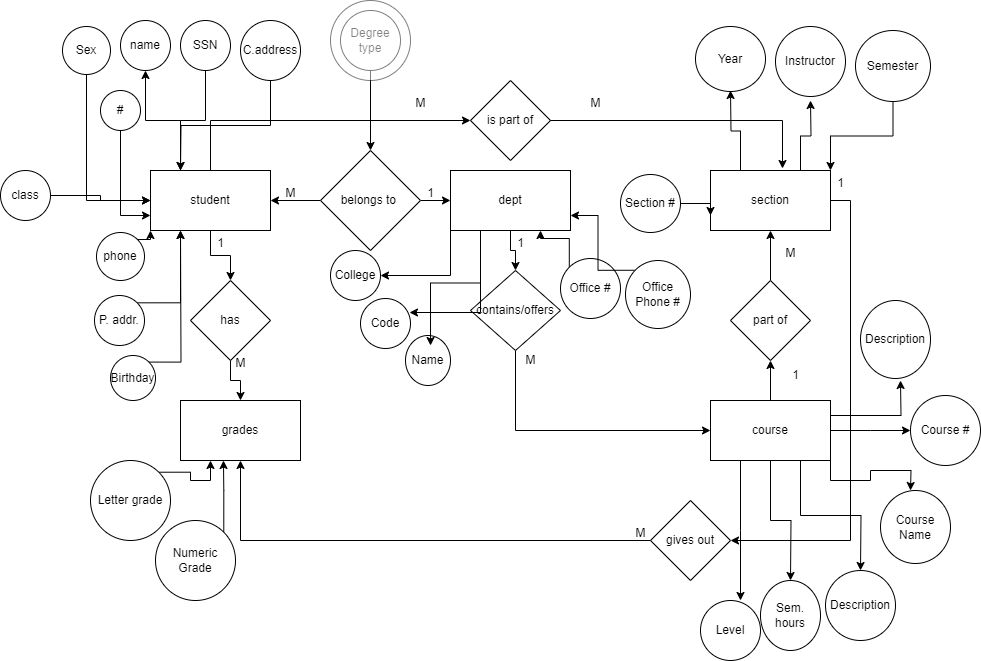 Sex
name
SSN
C.address
Degree
type
Year
Instructor
Semester
#
M
is part of
M
class
student
M
belongs to
1
dept
Section #
section
1
phone
1
College
1
Office #
Office
Phone #
M
P. addr.
has
Code
contains/offers
part of
Description
Birthday
M
Name
M
1
grades
course
Course #
Letter grade
Numeric
Grade
M
gives out
Course
Name
Level
Sem.
hours
Description